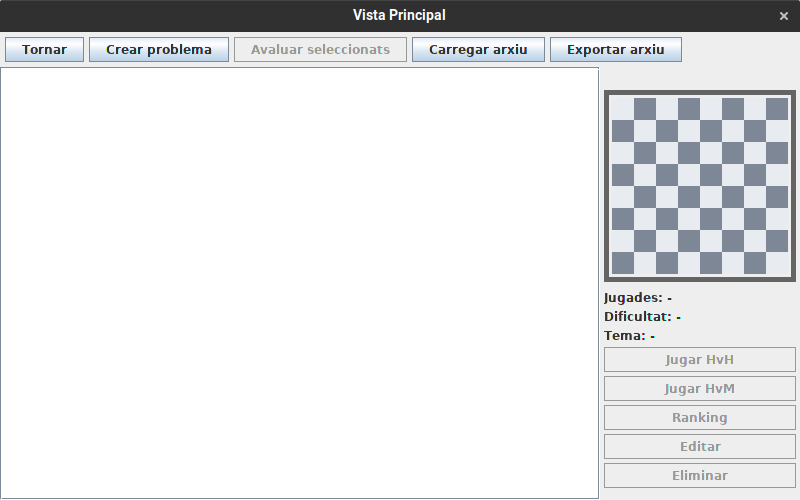 Vista Principal
Tornar Crear problema Avaluar seleccionats Carregar arxiu Exportar arxiu
Jugades: -
Dificultat: -
Tema: -
Jugar HvH
Jugar HvM
Ranking
Editar
Eliminar